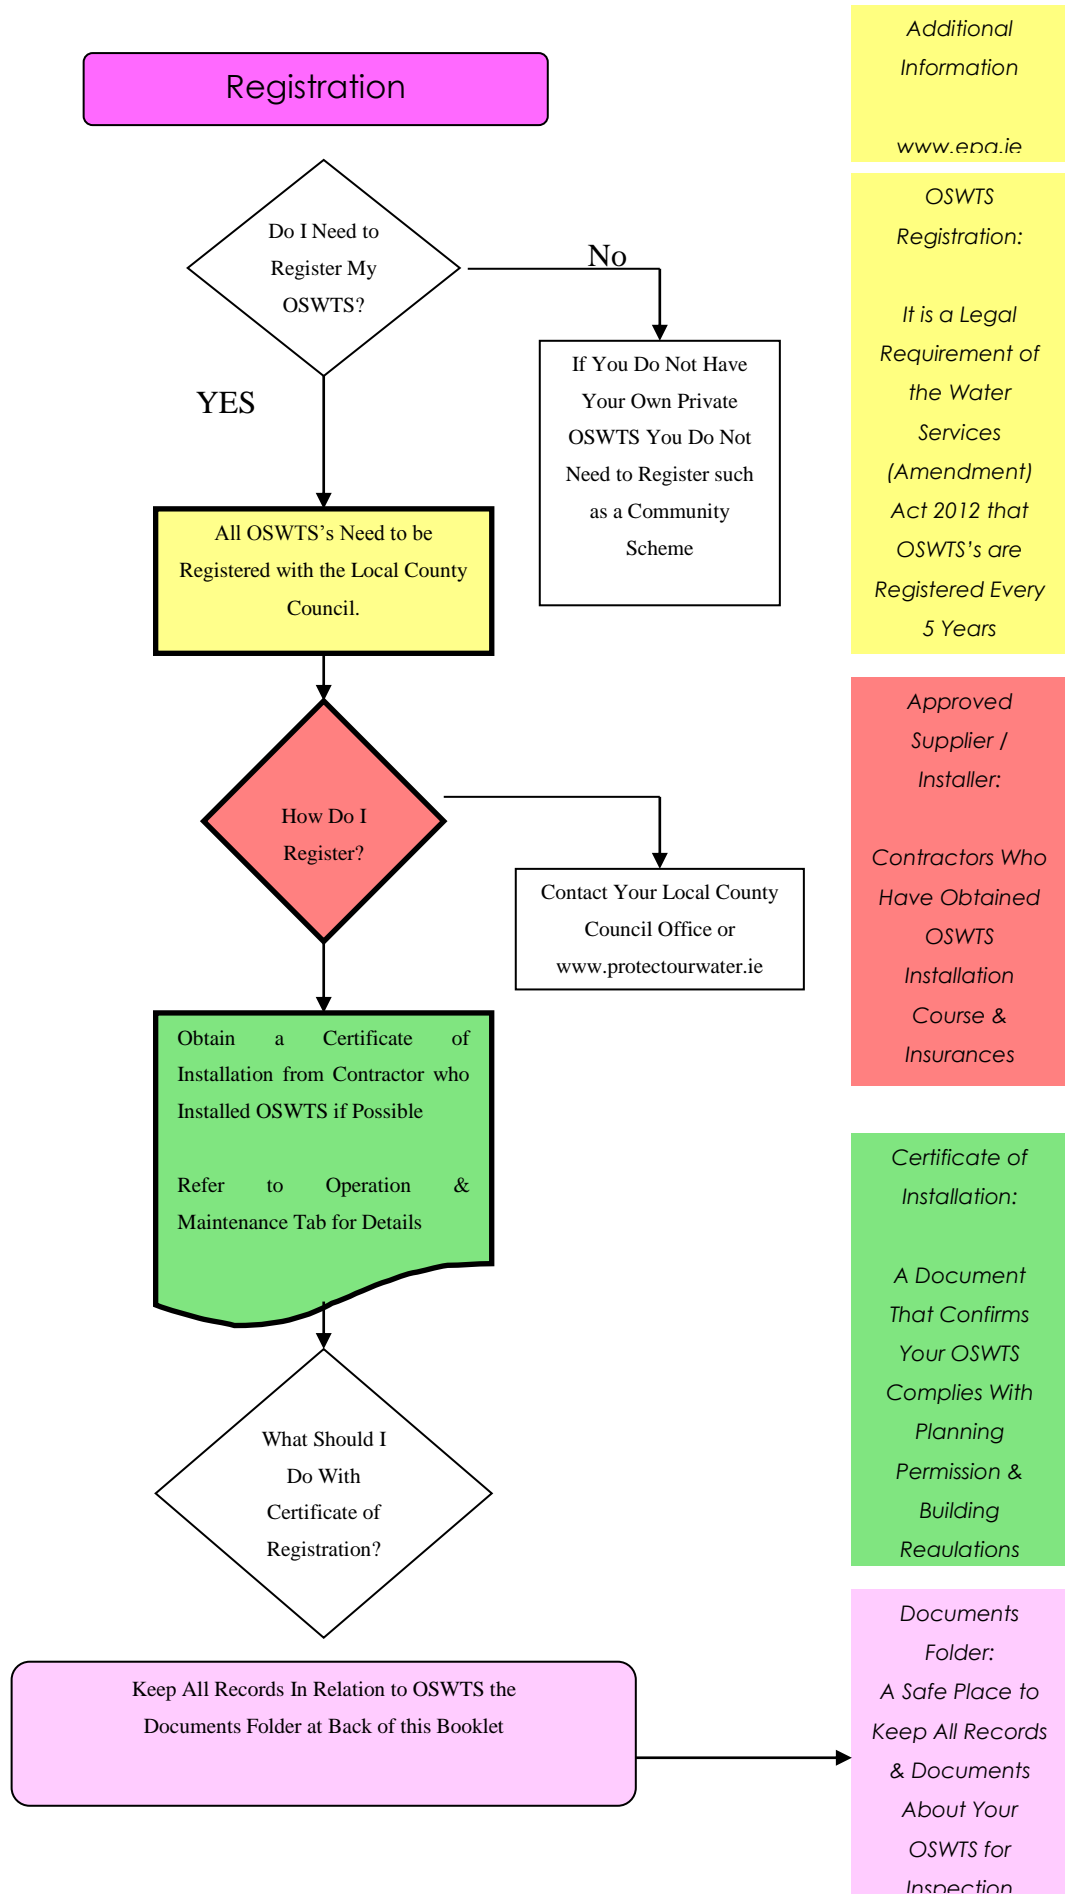 Registration
Do I Need to
Register My
OSWTS?
No
YES
If You Do Not Have
Your Own Private
OSWTS You Do Not
Need to Register such
as a Community
Scheme
All OSWTS's Need to be
Registered with the Local County
Council.
How Do I
Register?
Contact Your Local County
Council Office or
www.protectourwater.ie
Obtain a Certificate of
Installation from Contractor who
Installed OSWTS if Possible
Refer to Operation &
Maintenance Tab for Details
What Should I
Do With
Certificate of
Registration?
Keep All Records In Relation to OSWTS the
Documents Folder at Back of this Booklet
Additional
Information
www.epa.ie
OSWTS
Registration:
It is a Legal
Requirement of
the Water
Services
(Amendment)
Act 2012 that
OSWTS's are
Registered Every
5 Years
Approved
Supplier /
Installer:
Contractors Who
Have Obtained
OSWTS
Installation
Course &
Insurances
Certificate of
Installation:
A Document
That Confirms
Your OSWTS
Complies With
Planning
Permission &
Building
Regulations
Documents
Folder:
A Safe Place to
Keep All Records
& Documents
About Your
OSWTS for
Inspection